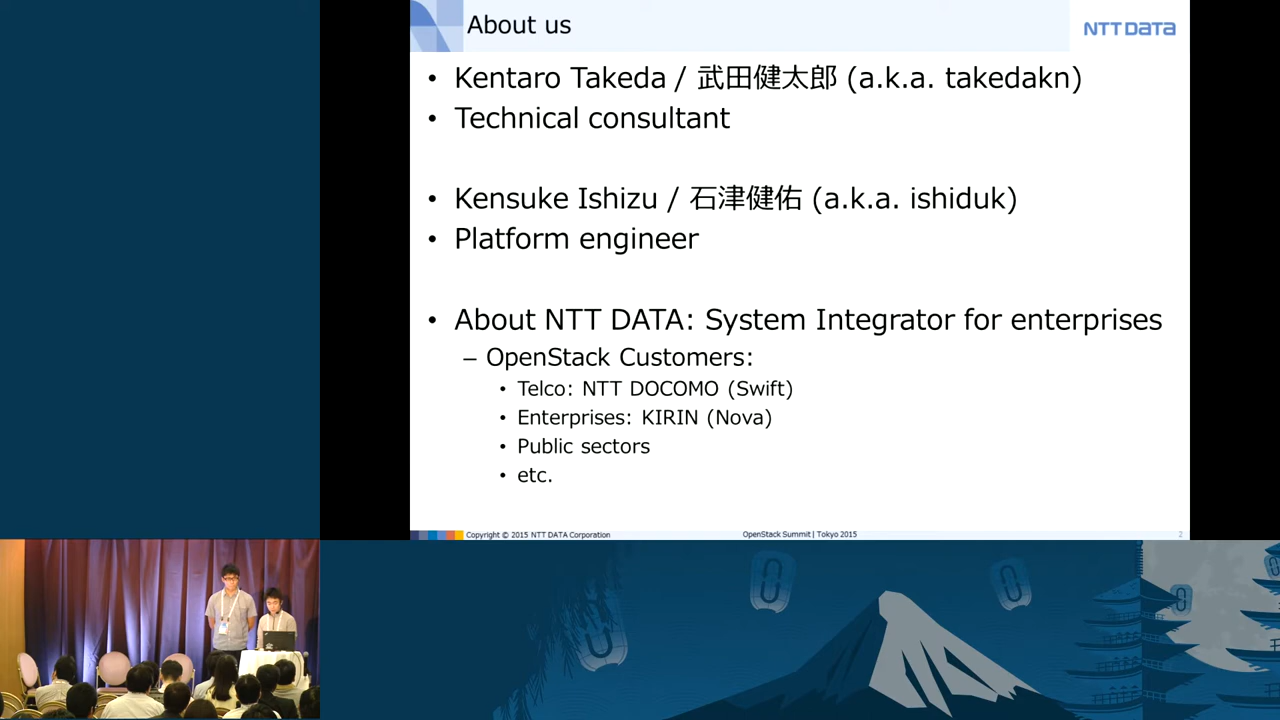 About us
NTT DATA
• Kentaro Takeda / 武田健太郎 (a.k.a. takedakn)
• Technical consultant
• Kensuke Ishizu / 石津健佑 (a.k.a. ishiduk)
• Platform engineer
• About NTT DATA: System Integrator for enterprises
– OpenStack Customers:
• Telco: NTT DOCOMO (Swift)
• Enterprises: KIRIN (Nova)
• Public sectors
• etc.
Copyright © 2015 NTT DATA Corporation
OpenStack Summit | Tokyo 2015
2